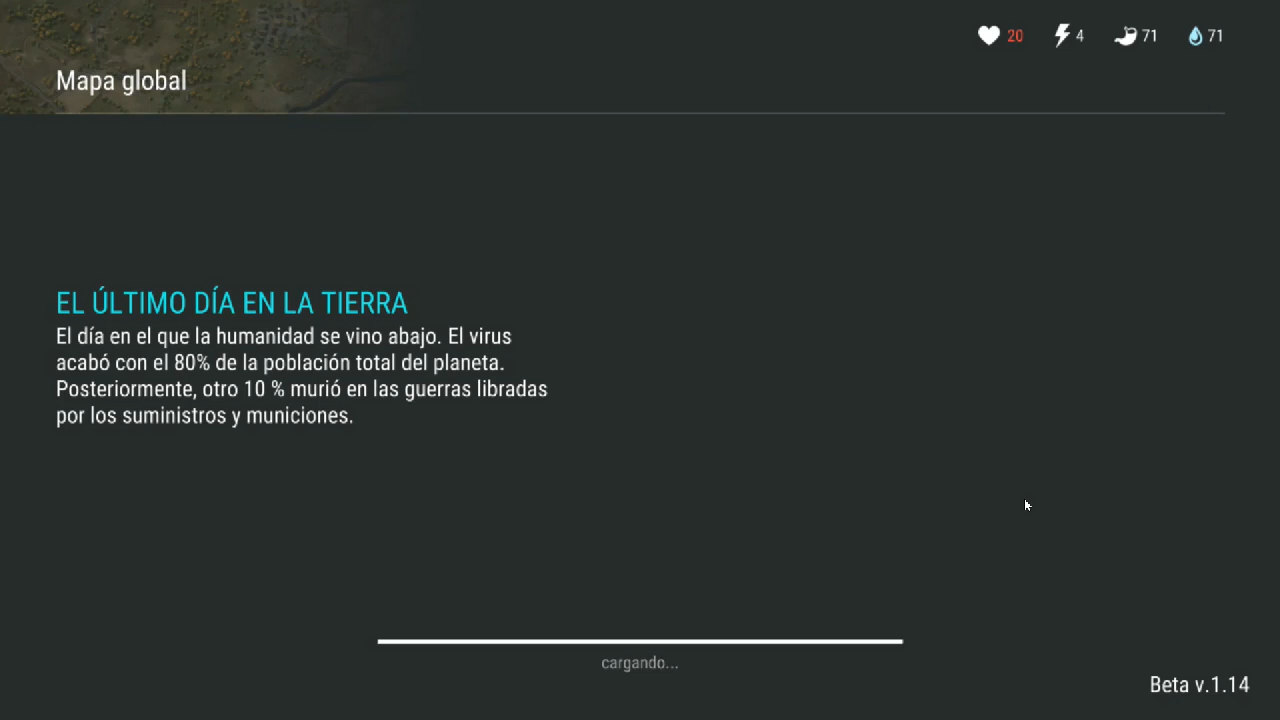 20 4 71 71
Mapa global
EL ÚLTIMO DÍA EN LA TIERRA
El día en el que la humanidad se vino abajo. El virus
acabó con el 80% de la población total del planeta.
Posteriormente, otro 10 % murió en las guerras libradas
por los suministros y municiones.
cargando...
Beta v.1.14